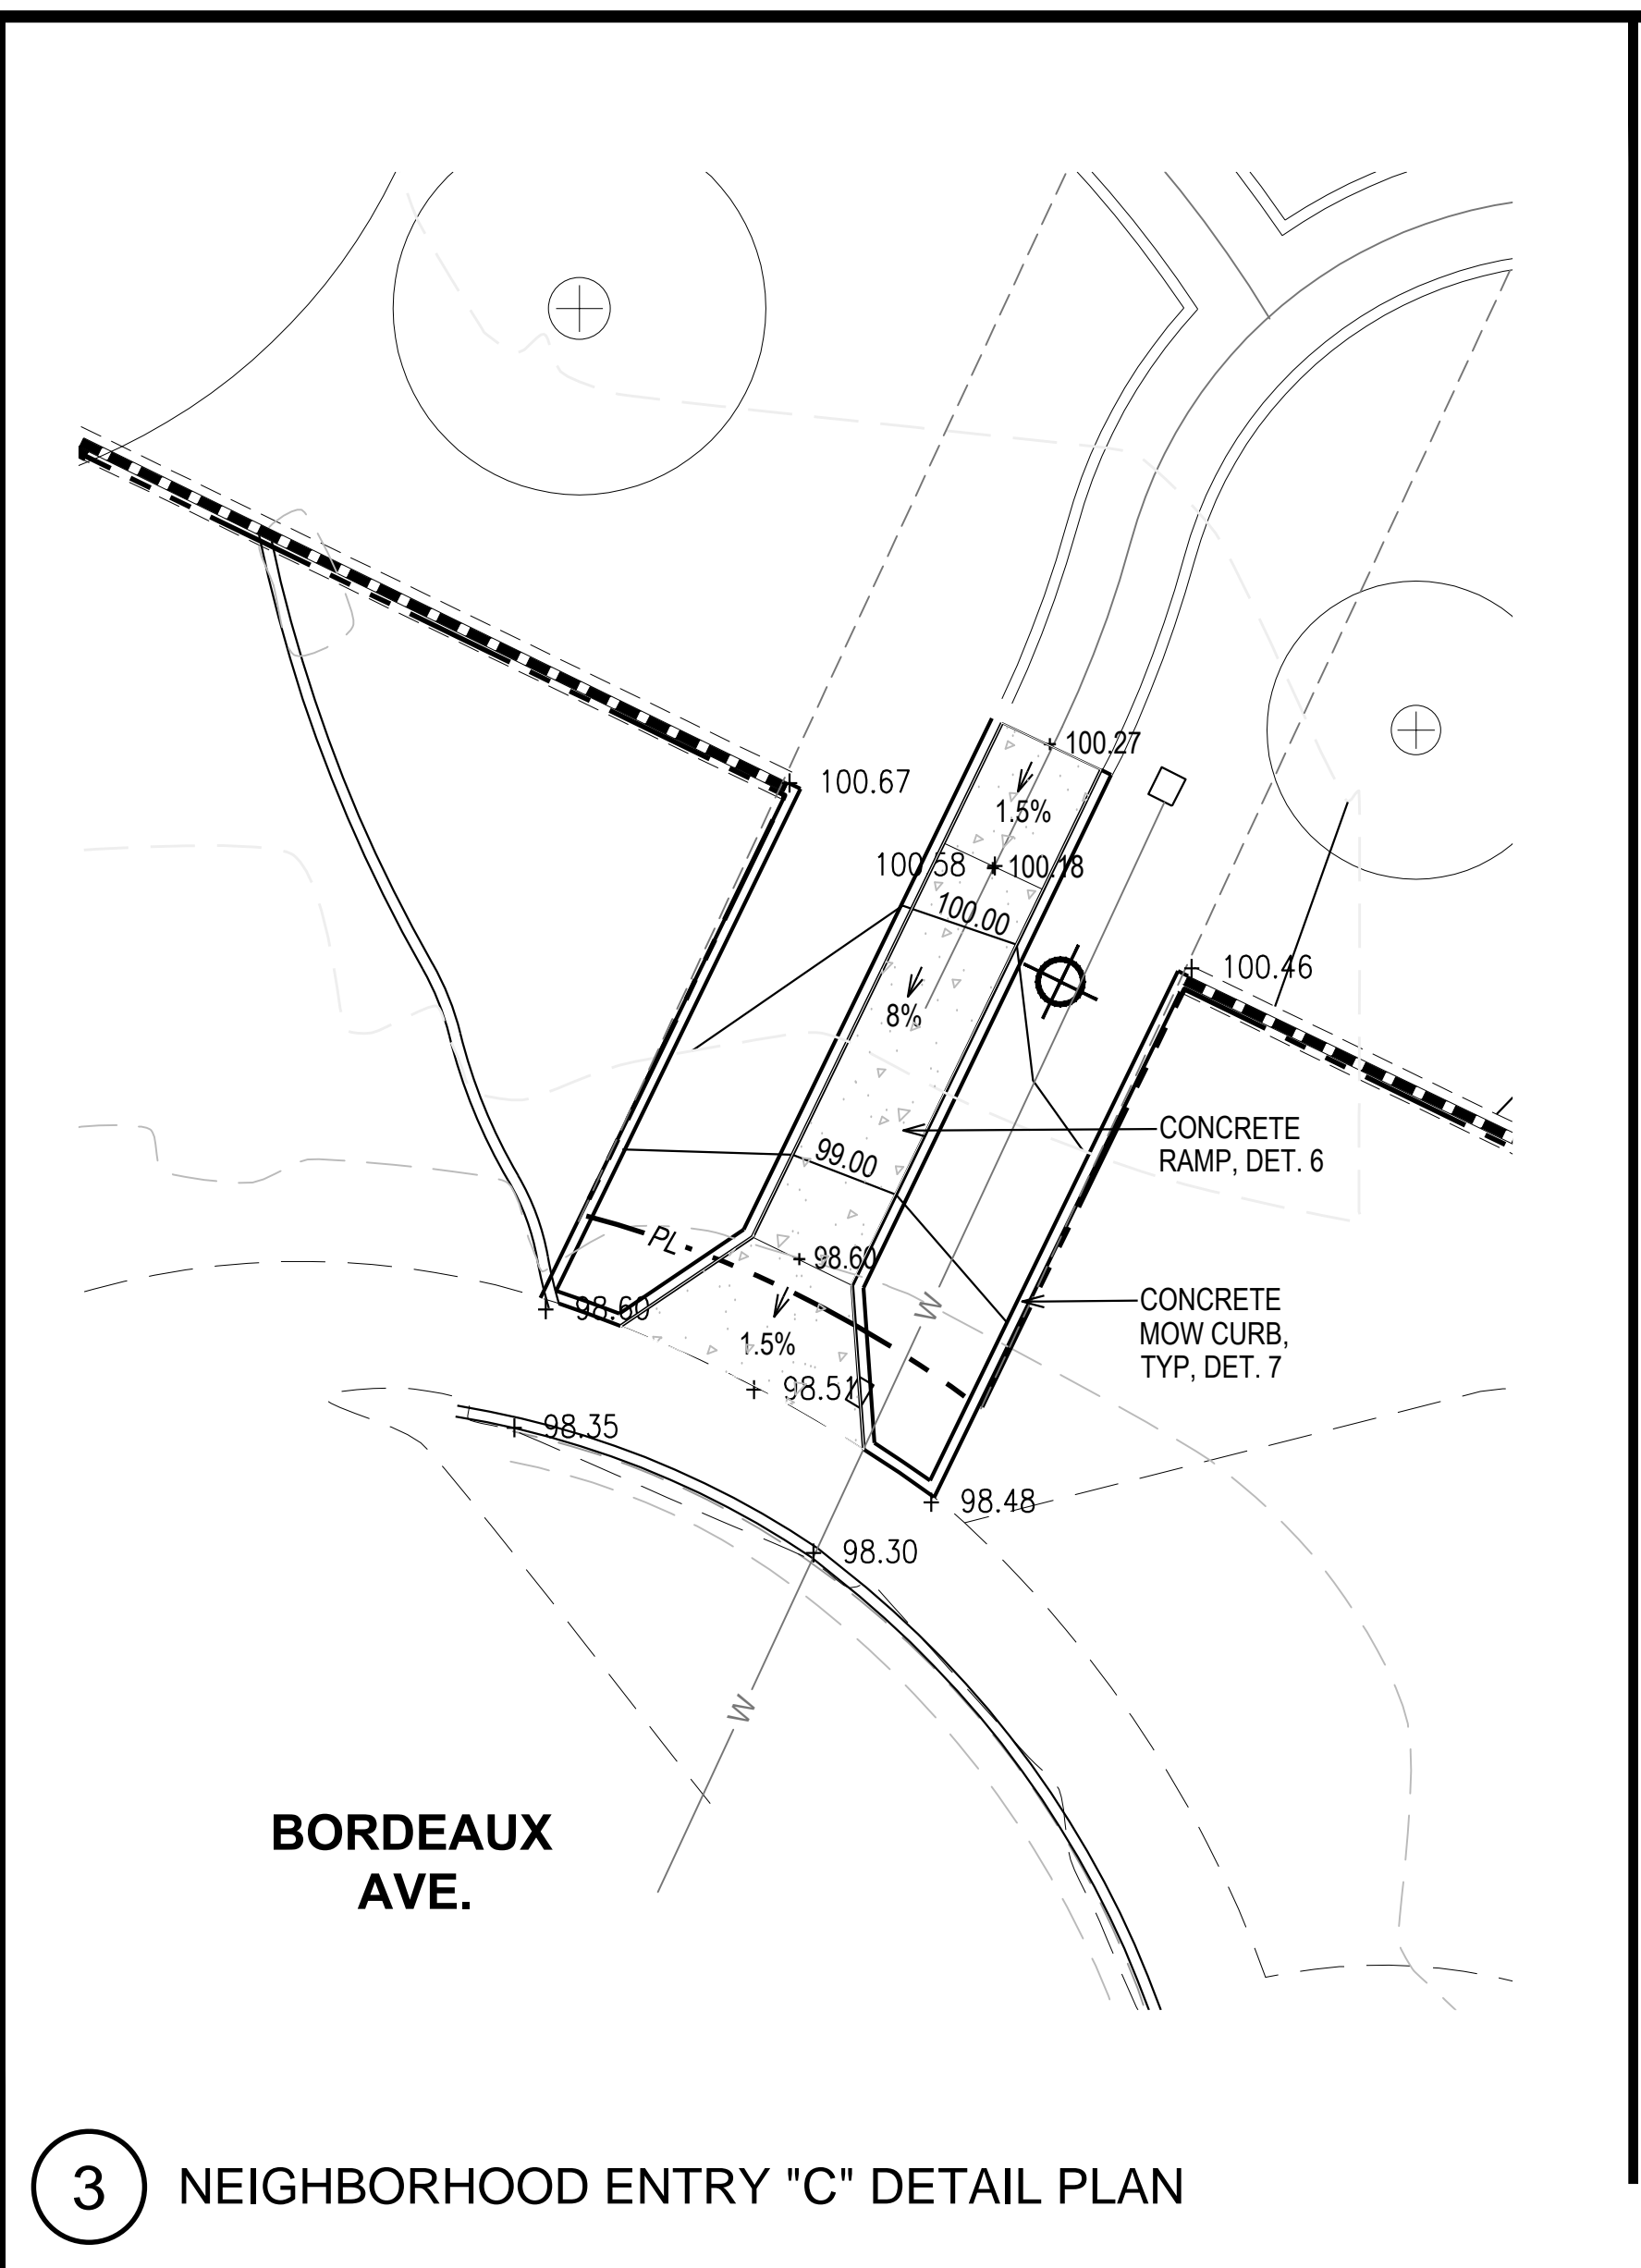 100.27
100.67
1.5%
100.58
100.18
100.00
100.46
8%
CONCRETE
RAMP, DET. 6
99.00
PL
98.60
98.60
W
CONCRETE
MOW CURB,
TYP, DET. 7
1.5%
98.51
98.35
98.48
98.30
W
BORDEAUX
AVE.
3
NEIGHBORHOOD ENTRY "C" DETAIL PLAN